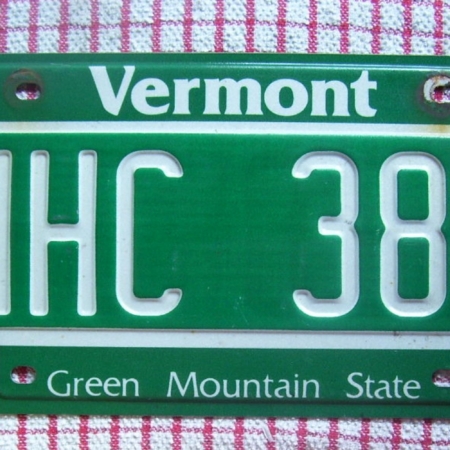 Vermont
HC 38
Green Mountain State